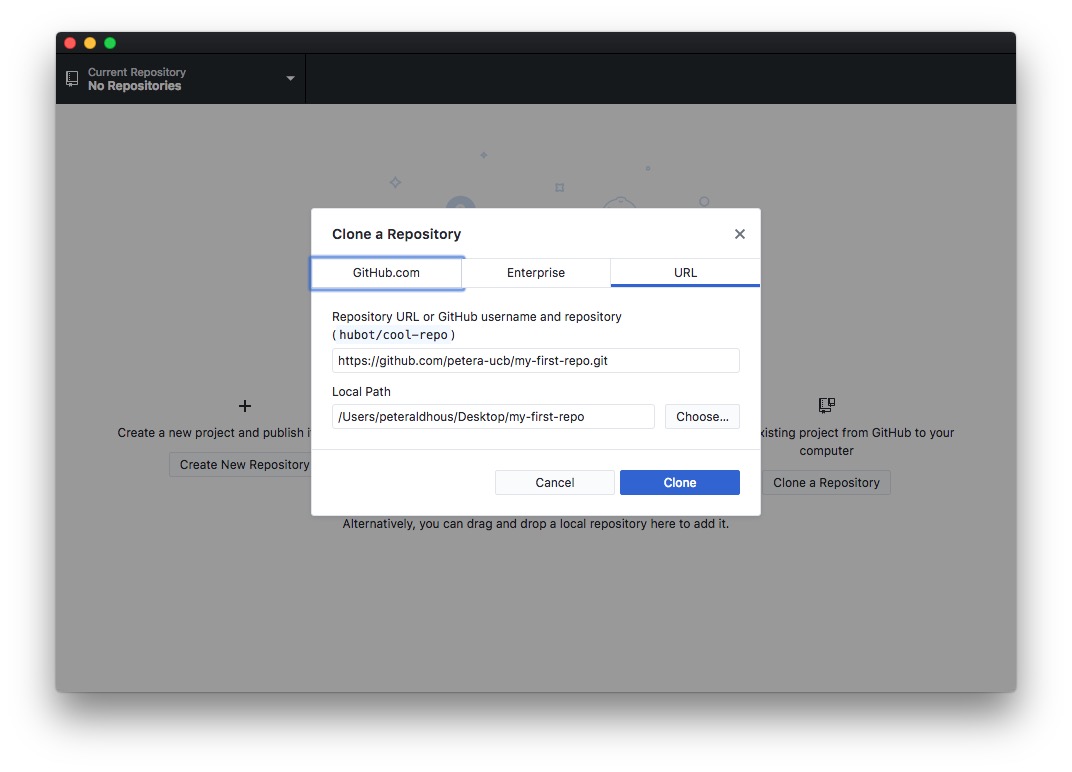 Current Repository
No Repositories
Clone a Repository
GitHub.com
Enterprise
URL
Repository URL or GitHub username and repository
(hubot/cool-repo)
https://github.com/petera-ucb/my-first-repo.git
Local Path
/Users/peteraldhous/Desktop/my-first-repo
Choose...
Cancel
Clone
Create a new project and publish i
Create New Repository
xisting project from GitHub to your
computer
Clone a Repository
Alternatively, you can drag and drop a local repository here to add it.